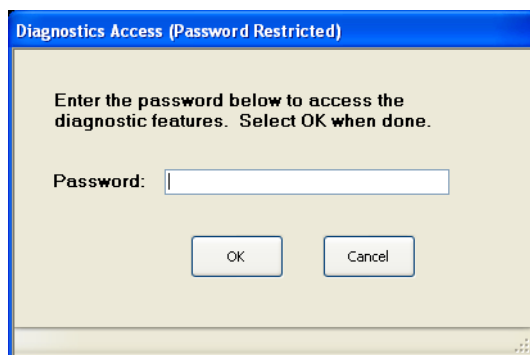 Diagnostics Access (Password Restricted)
Enter the password below to access the
diagnostic features.  Select OK when done.
Password:
OK
Cancel